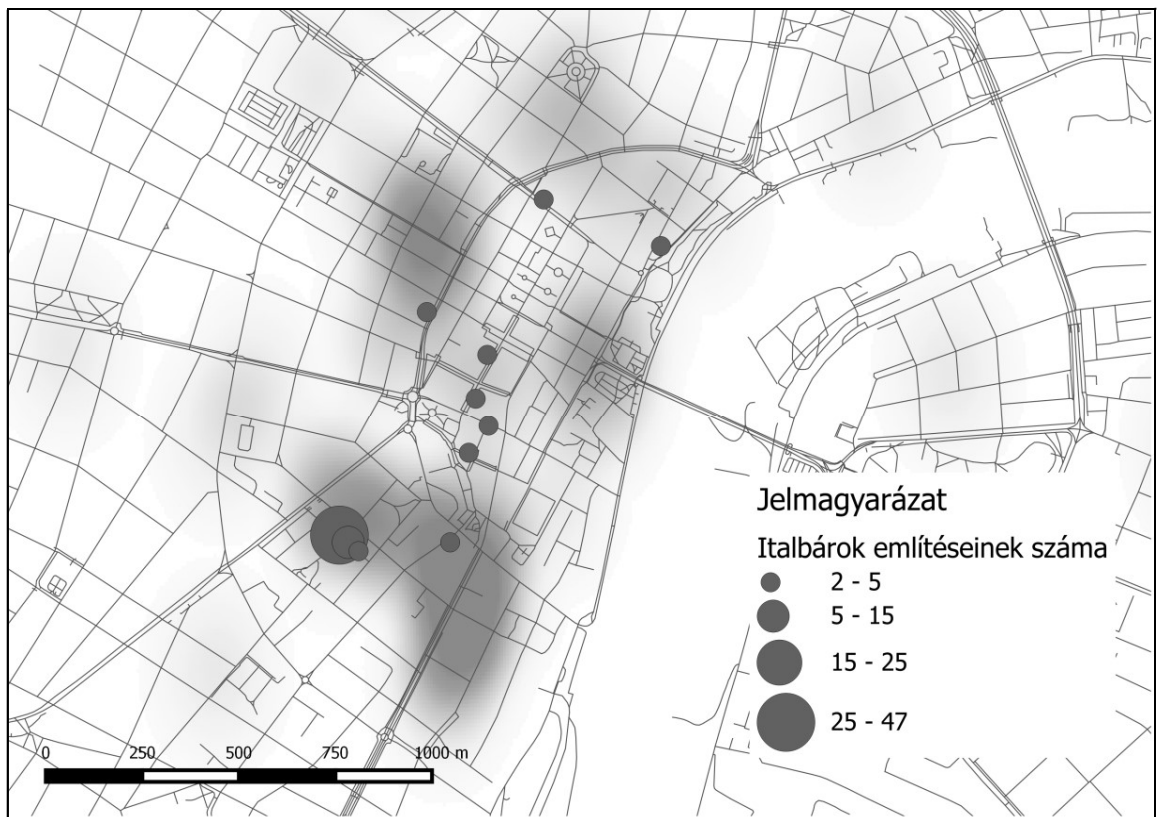 Jelmagyarázat
Italbárok említéseinek száma
2 - 5
5 - 15
15 - 25
25 - 47
0 250 500 750 1000 m